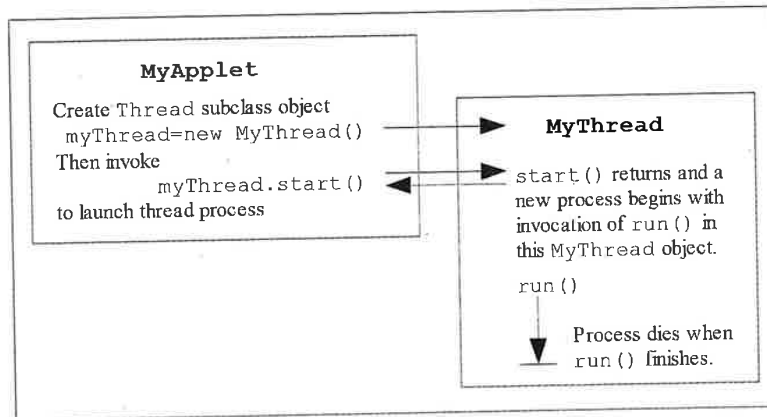 MyApplet
Create Thread subclass object
myThread=new MyThread()
Then invoke
myThread.start()
to launch thread process
MyThread
start() returns and a
new process begins with
invocation of run() in
this MyThread object.
run()
Process dies when
run() finishes.